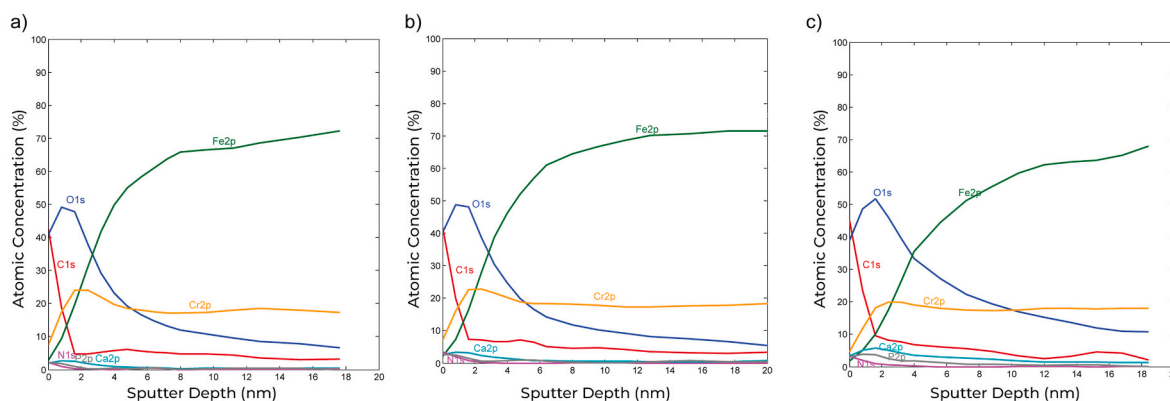 a)
Atomic Concentration (%)
100
90
80
70
60
50
40
30
20
10
0
Fe2p
O1s
C1s
Cr2p
N1s P2p Ca2p
0 2 4 6 8 10 12 14 16 18 20
Sputter Depth (nm)
b)
Atomic Concentration (%)
100
90
80
70
60
50
40
30
20
10
0
Fe2p
O1s
C1s
Cr2p
Ca2p
N1s
0 2 4 6 8 10 12 14 16 18 20
Sputter Depth (nm)
c)
Atomic Concentration (%)
100
90
80
70
60
50
40
30
20
10
0
Fe2p
O1s
C1s
Cr2p
Ca2p
P2p
N1s
0 2 4 6 8 10 12 14 16 18 20
Sputter Depth (nm)